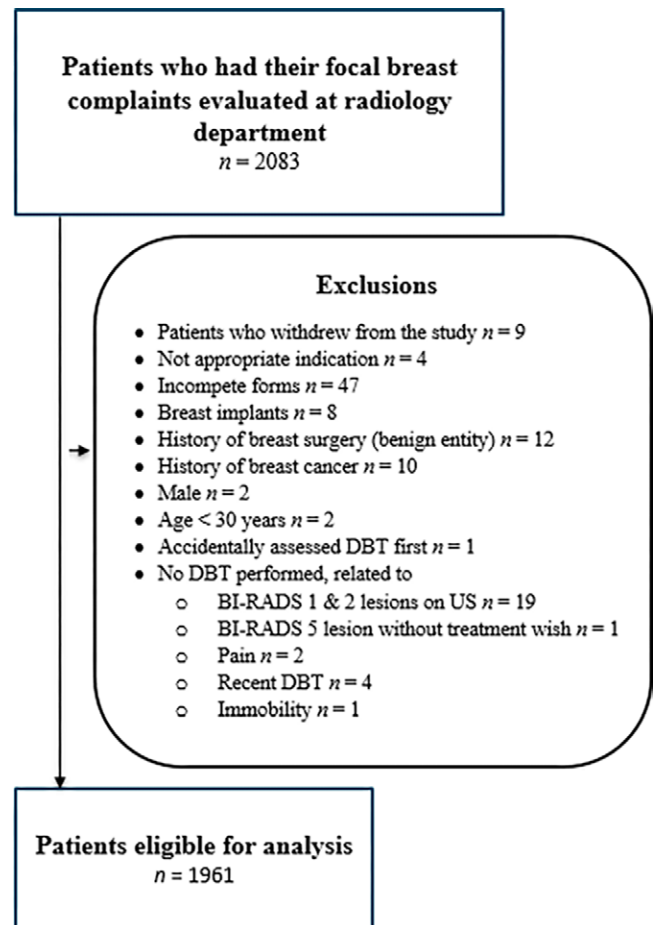 Patients who had their focal breast
complaints evaluated at radiology
department
n = 2083
Exclusions
• Patients who withdrew from the study n = 9
• Not appropriate indication n = 4
• Incompete forms n = 47
• Breast implants n = 8
• History of breast surgery (benign entity) n = 12
• History of breast cancer n = 10
• Male n = 2
• Age < 30 years n = 2
• Accidentally assessed DBT first n = 1
• No DBT performed, related to
o BI-RADS 1 & 2 lesions on US n = 19
o BI-RADS 5 lesion without treatment wish n = 1
o Pain n = 2
o Recent DBT n = 4
o Immobility n = 1
Patients eligible for analysis
n = 1961